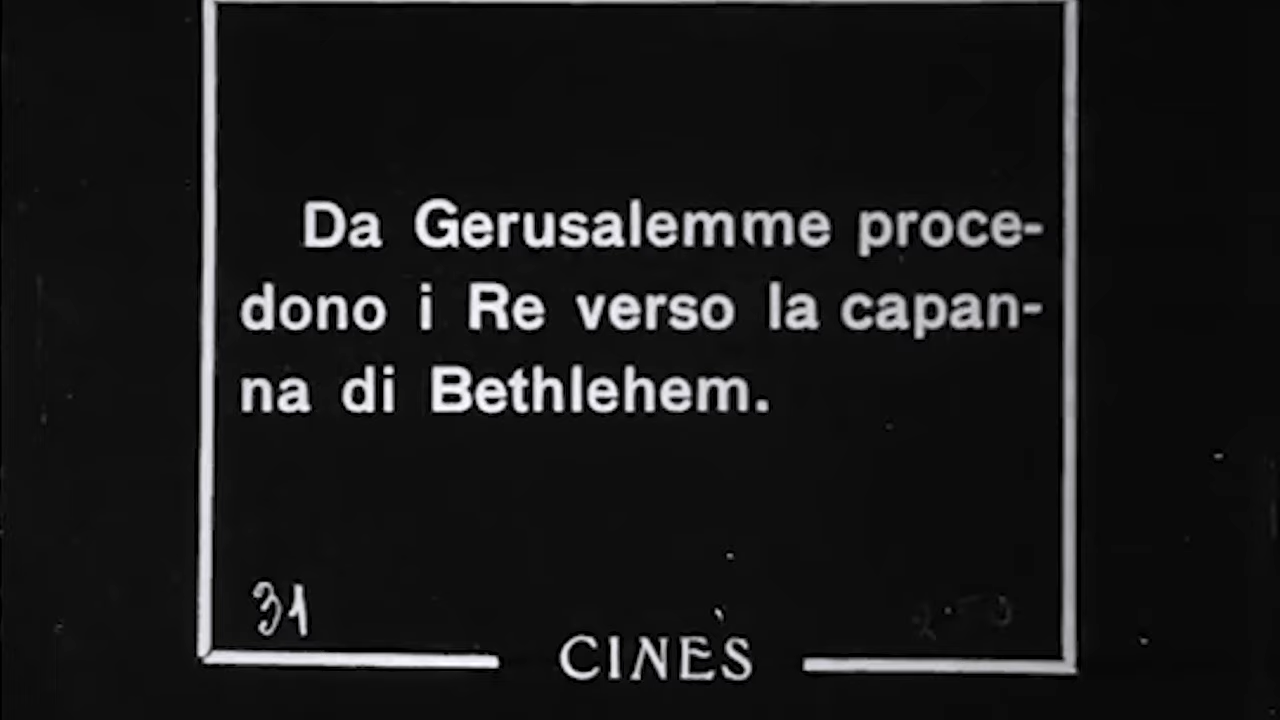 Da Gerusalemme proce-
dono i Re verso la capan-
na di Bethlehem.
31
CINES